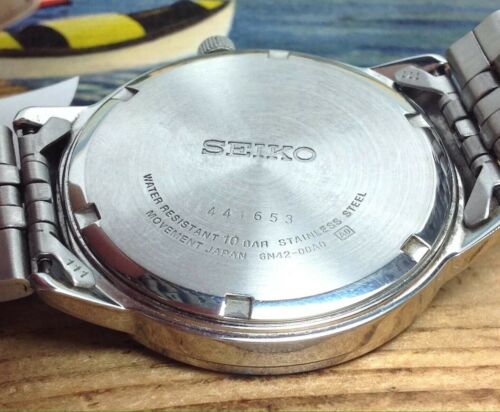 SEIKO
441653
WATER RESISTANT 10 BAR STAINLESS STEEL
MOVEMENT JAPAN 6N42-00A0